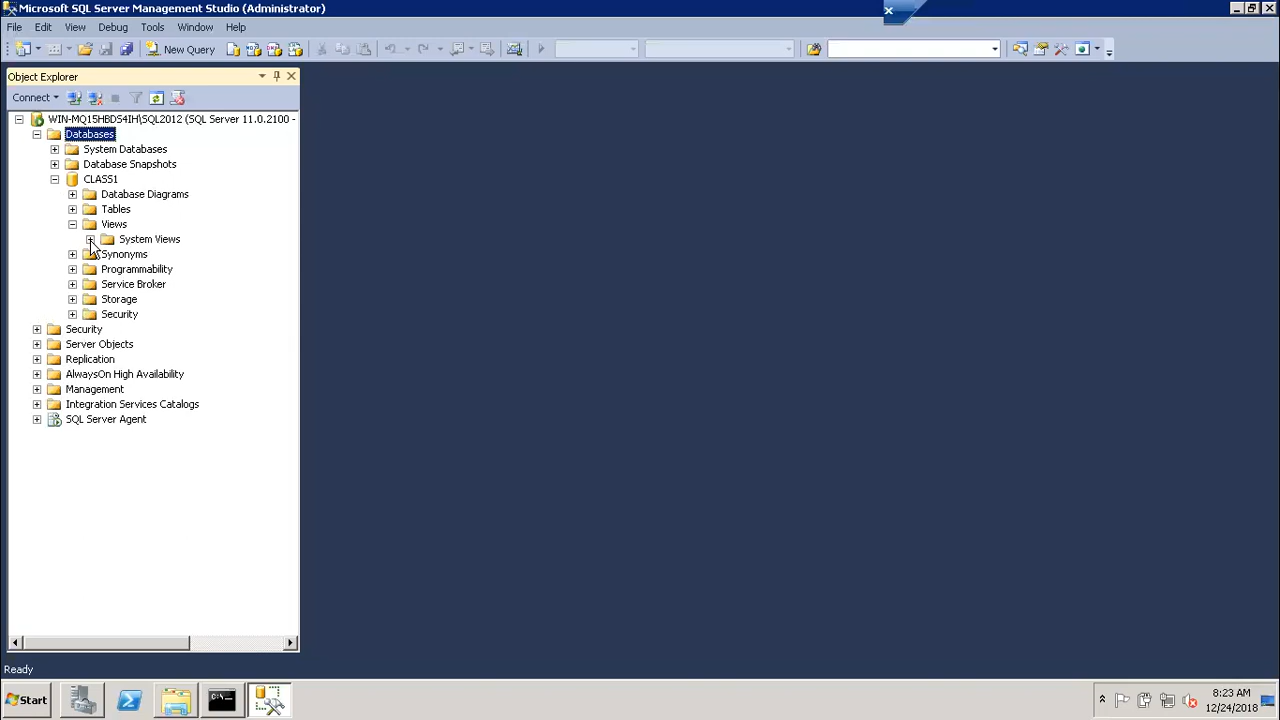 Microsoft SQL Server Management Studio (Administrator)
File Edit View Debug Tools Window Help
New Query
Object Explorer
Connect
WIN-MQ15HBDS4IH\SQL2012 (SQL Server 11.0.2100 -
Databases
System Databases
Database Snapshots
CLASS1
Database Diagrams
Tables
Views
System Views
Synonyms
Programmability
Service Broker
Storage
Security
Security
Server Objects
Replication
AlwaysOn High Availability
Management
Integration Services Catalogs
SQL Server Agent
Ready
Start
8:23 AM
12/24/2018